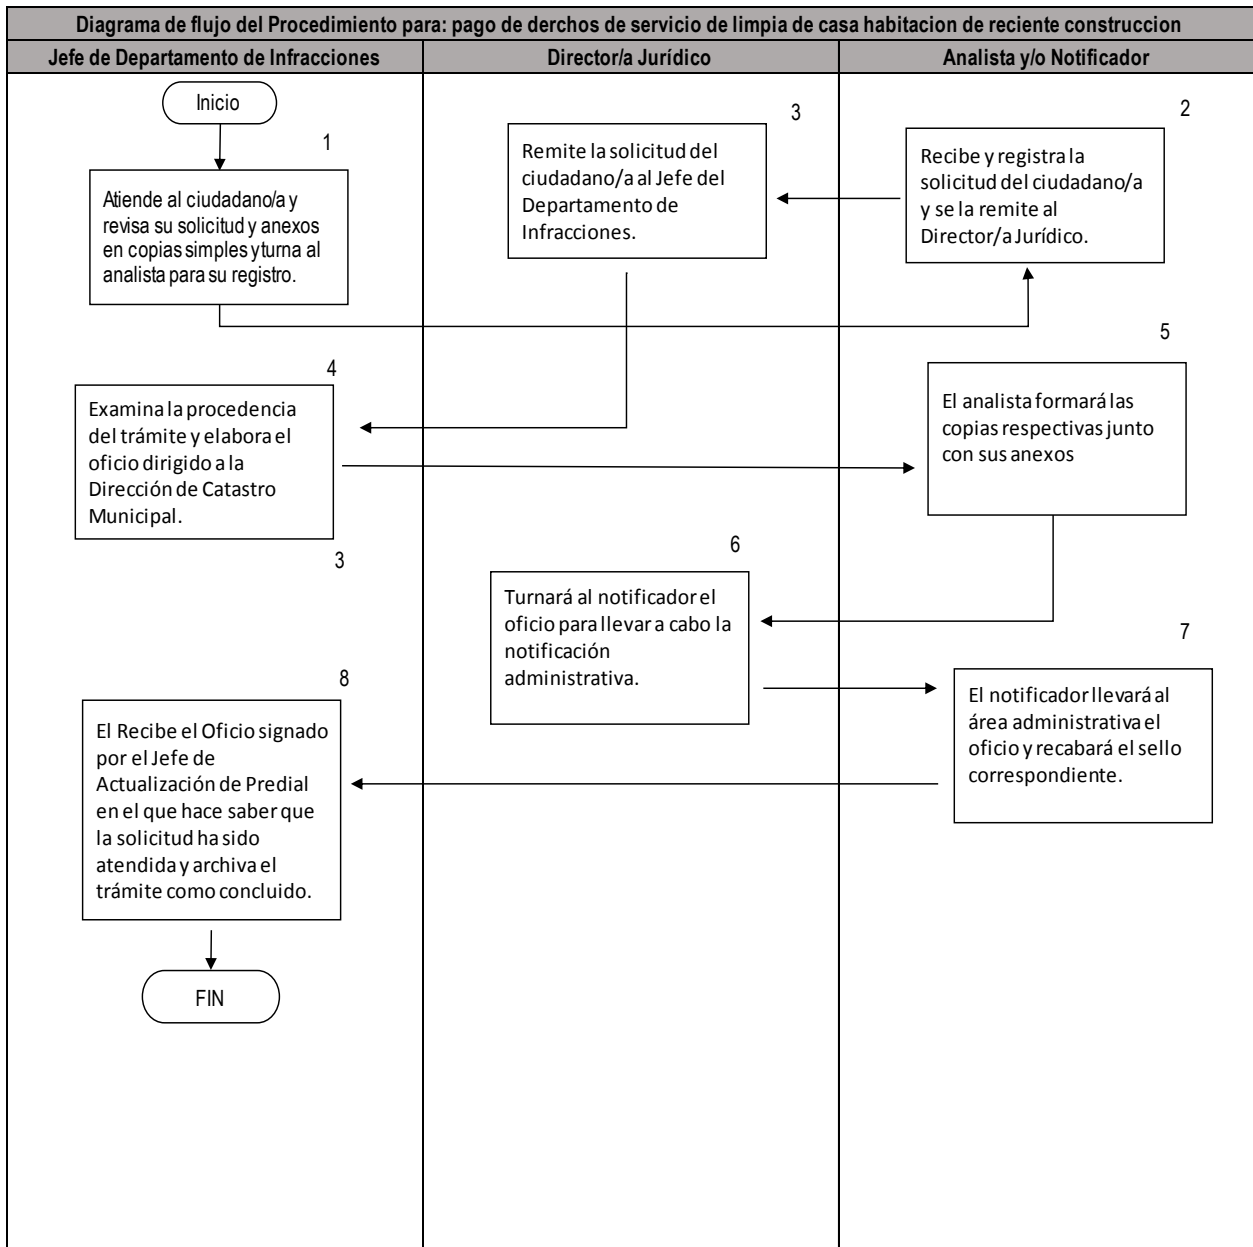 Diagrama de flujo del Procedimiento para: pago de derchos de servicio de limpia de casa habitacion de reciente construccion
Jefe de Departamento de Infracciones
Director/a Jurídico
Analista y/o Notificador
Inicio
1
Atiende al ciudadano/a y
revisa su solicitud y anexos
en copias simples y turna al
analista para su registro.
2
Recibe y registra la
solicitud del ciudadano/a
y se la remite al
Director/a Jurídico.
3
Remite la solicitud del
ciudadano/a al Jefe del
Departamento de
Infracciones.
4
Examina la procedencia
del trámite y elabora el
oficio dirigido a la
Dirección de Catastro
Municipal.
3
5
El analista formará las
copias respectivas junto
con sus anexos
6
Turnará al notificador el
oficio para llevar a cabo la
notificación
administrativa.
7
El notificador llevará al
área administrativa el
oficio y recabará el sello
correspondiente.
8
El Recibe el Oficio signado
por el Jefe de
Actualización de Predial
en el que hace saber que
la solicitud ha sido
atendida y archiva el
trámite como concluido.
FIN